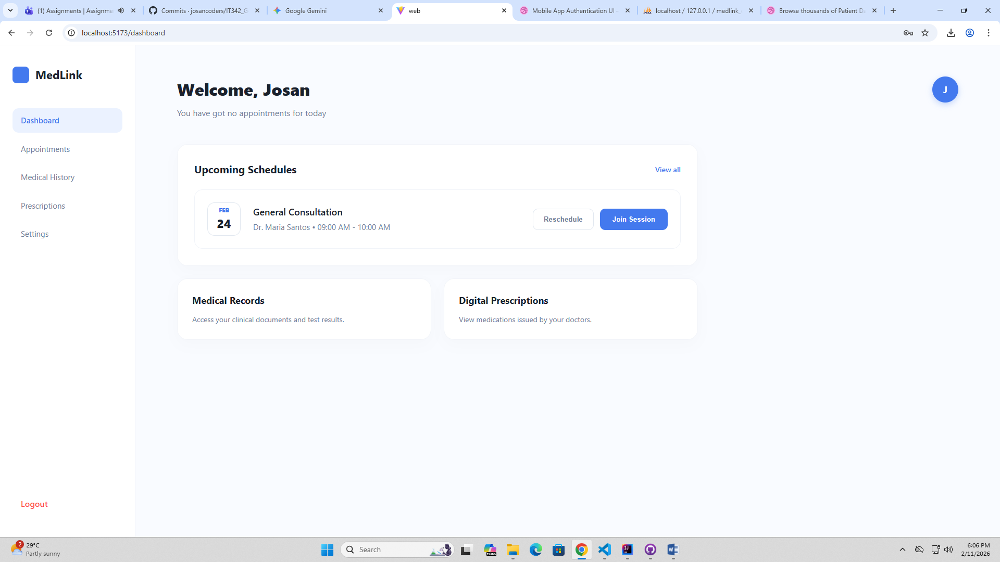 (1) Assignments | Assignme
Commits · josancoders/IT342_G
Google Gemini
web
Mobile App Authentication UI -
localhost / 127.0.0.1 / medlink_
Browse thousands of Patient Da
localhost:5173/dashboard
MedLink
Dashboard
Appointments
Medical History
Prescriptions
Settings
Logout
Welcome, Josan
You have got no appointments for today
J
Upcoming Schedules
View all
FEB
24
General Consultation
Dr. Maria Santos • 09:00 AM - 10:00 AM
Reschedule
Join Session
Medical Records
Access your clinical documents and test results.
Digital Prescriptions
View medications issued by your doctors.
2
29°C
Partly sunny
Search
M365
6:06 PM
2/11/2026